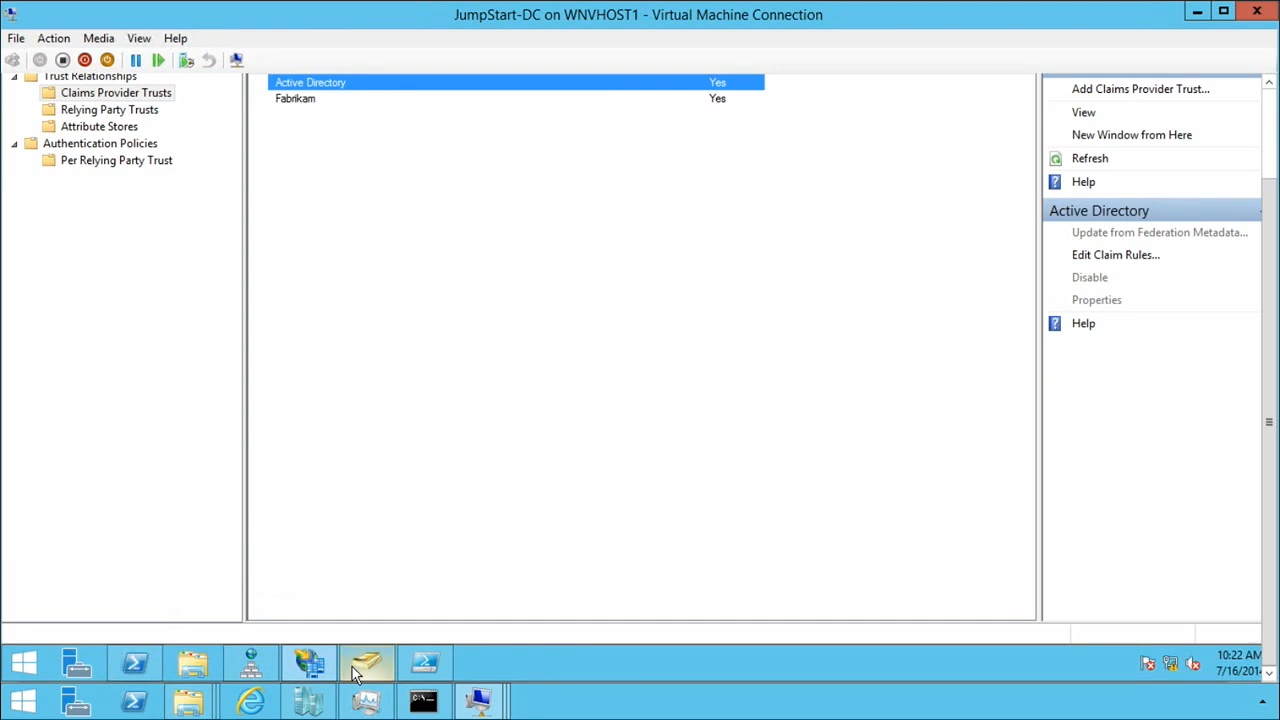 JumpStart-DC on WNVHOST1 - Virtual Machine Connection
File Action Media View Help
Trust Relationships
Claims Provider Trusts
Relying Party Trusts
Attribute Stores
Authentication Policies
Per Relying Party Trust
Active Directory Yes
Fabrikam Yes
Add Claims Provider Trust...
View
New Window from Here
Refresh
Help
Active Directory
Update from Federation Metadata...
Edit Claim Rules...
Disable
Properties
Help
10:22 AM